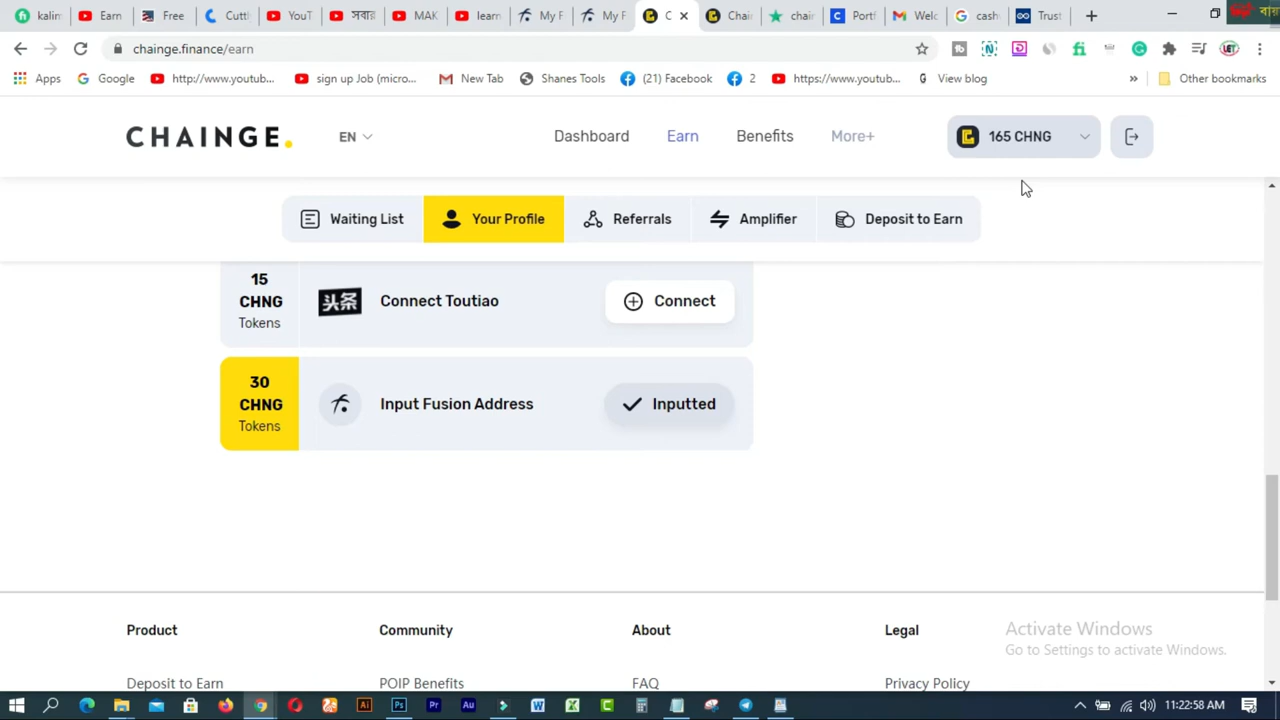 kalin
Earn
Free
Cutti
YouT
সবার
MAK
learn
My F
My F
C
Chai
chair
Portf
Welc
cash
Trust
chainge.finance/earn
Apps
Google
http://www.youtub...
sign up Job (micro...
New Tab
Shanes Tools
(21) Facebook
2
https://www.youtub...
View blog
»
Other bookmarks
CHAINGE.
EN
Dashboard
Earn
Benefits
More+
165 CHNG
Waiting List
Your Profile
Referrals
Amplifier
Deposit to Earn
15
CHNG
Tokens
头条
Connect Toutiao
Connect
30
CHNG
Tokens
Input Fusion Address
Inputted
Product
Community
About
Legal
Activate Windows
Go to Settings to activate Windows.
Deposit to Earn
POIP Benefits
FAQ
Privacy Policy
11:22:58 AM